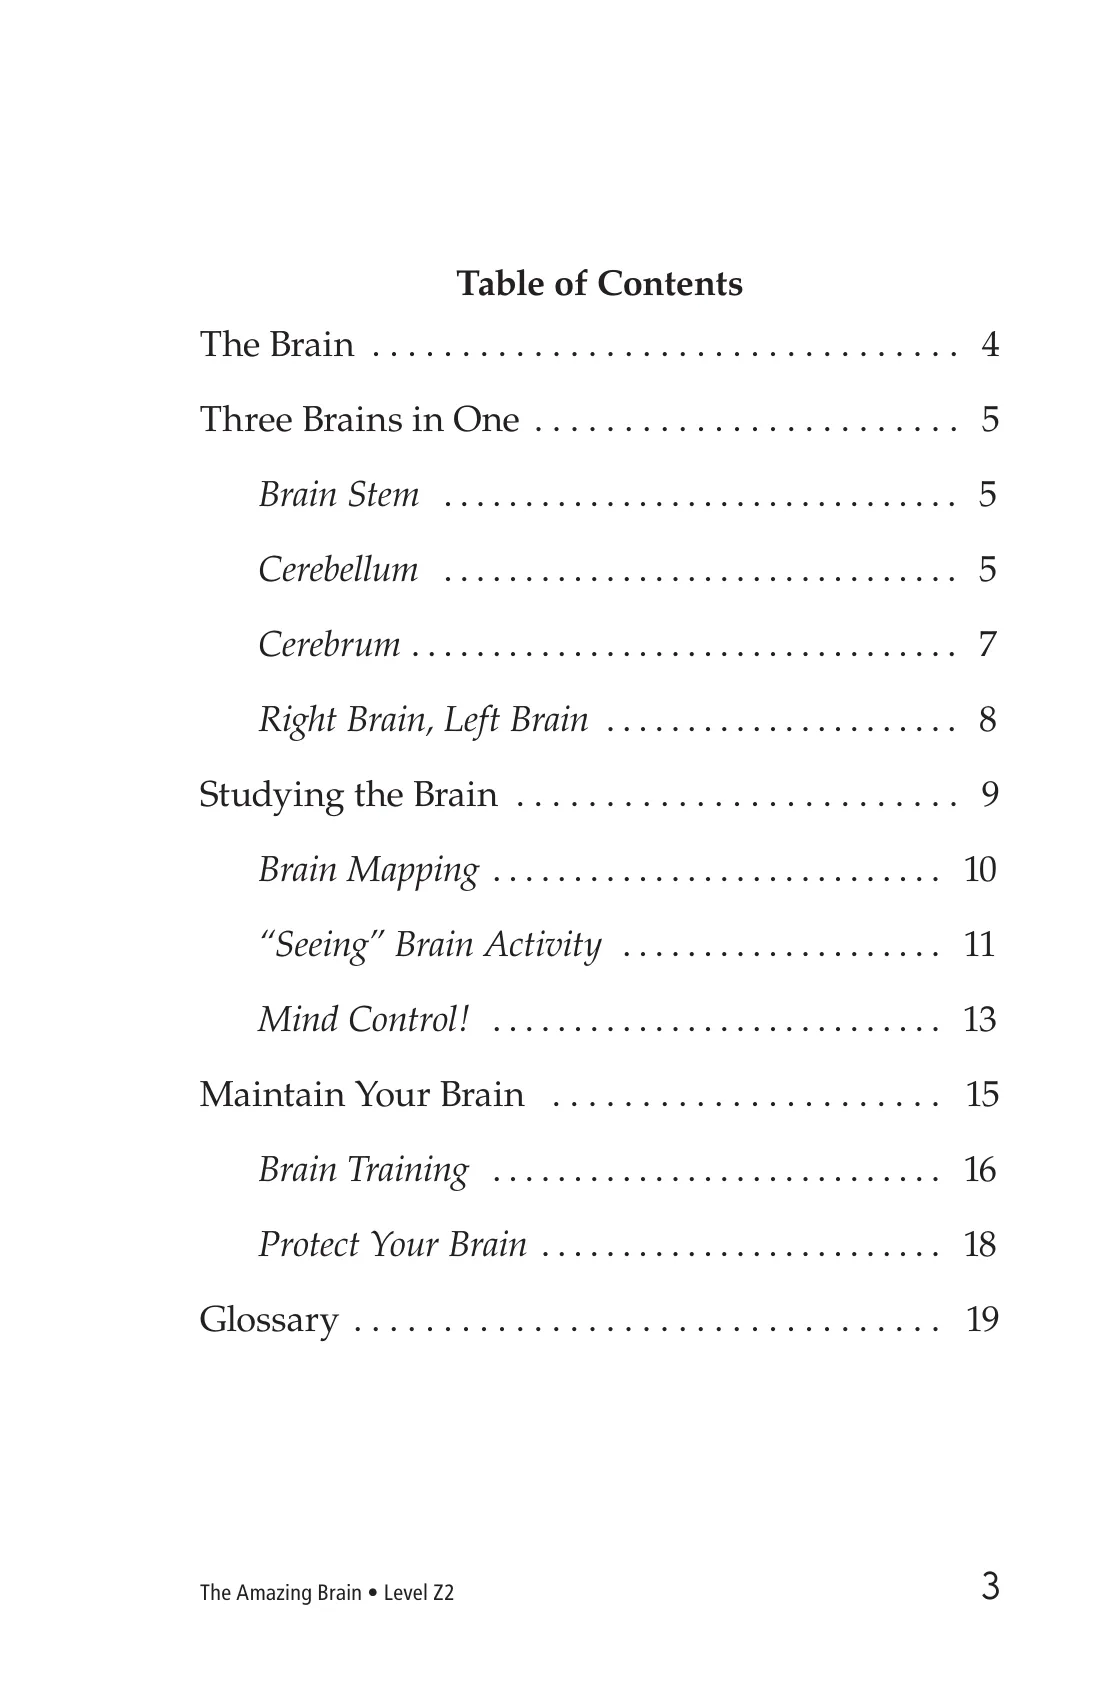 Table of Contents
The Brain . . . . . . . . . . . . . . . . . . . . . . . . . . . . . . . . . 4
Three Brains in One . . . . . . . . . . . . . . . . . . . . . . . . 5
Brain Stem . . . . . . . . . . . . . . . . . . . . . . . . . . . . . . . . 5
Cerebellum . . . . . . . . . . . . . . . . . . . . . . . . . . . . . . . . 5
Cerebrum . . . . . . . . . . . . . . . . . . . . . . . . . . . . . . . . . . 7
Right Brain, Left Brain . . . . . . . . . . . . . . . . . . . . . . 8
Studying the Brain . . . . . . . . . . . . . . . . . . . . . . . . . 9
Brain Mapping . . . . . . . . . . . . . . . . . . . . . . . . . . . . 10
“Seeing” Brain Activity . . . . . . . . . . . . . . . . . . . . 11
Mind Control! . . . . . . . . . . . . . . . . . . . . . . . . . . . . 13
Maintain Your Brain . . . . . . . . . . . . . . . . . . . . . . 15
Brain Training . . . . . . . . . . . . . . . . . . . . . . . . . . . . 16
Protect Your Brain . . . . . . . . . . . . . . . . . . . . . . . . . 18
Glossary . . . . . . . . . . . . . . . . . . . . . . . . . . . . . . . . . 19
The Amazing Brain • Level Z2 3